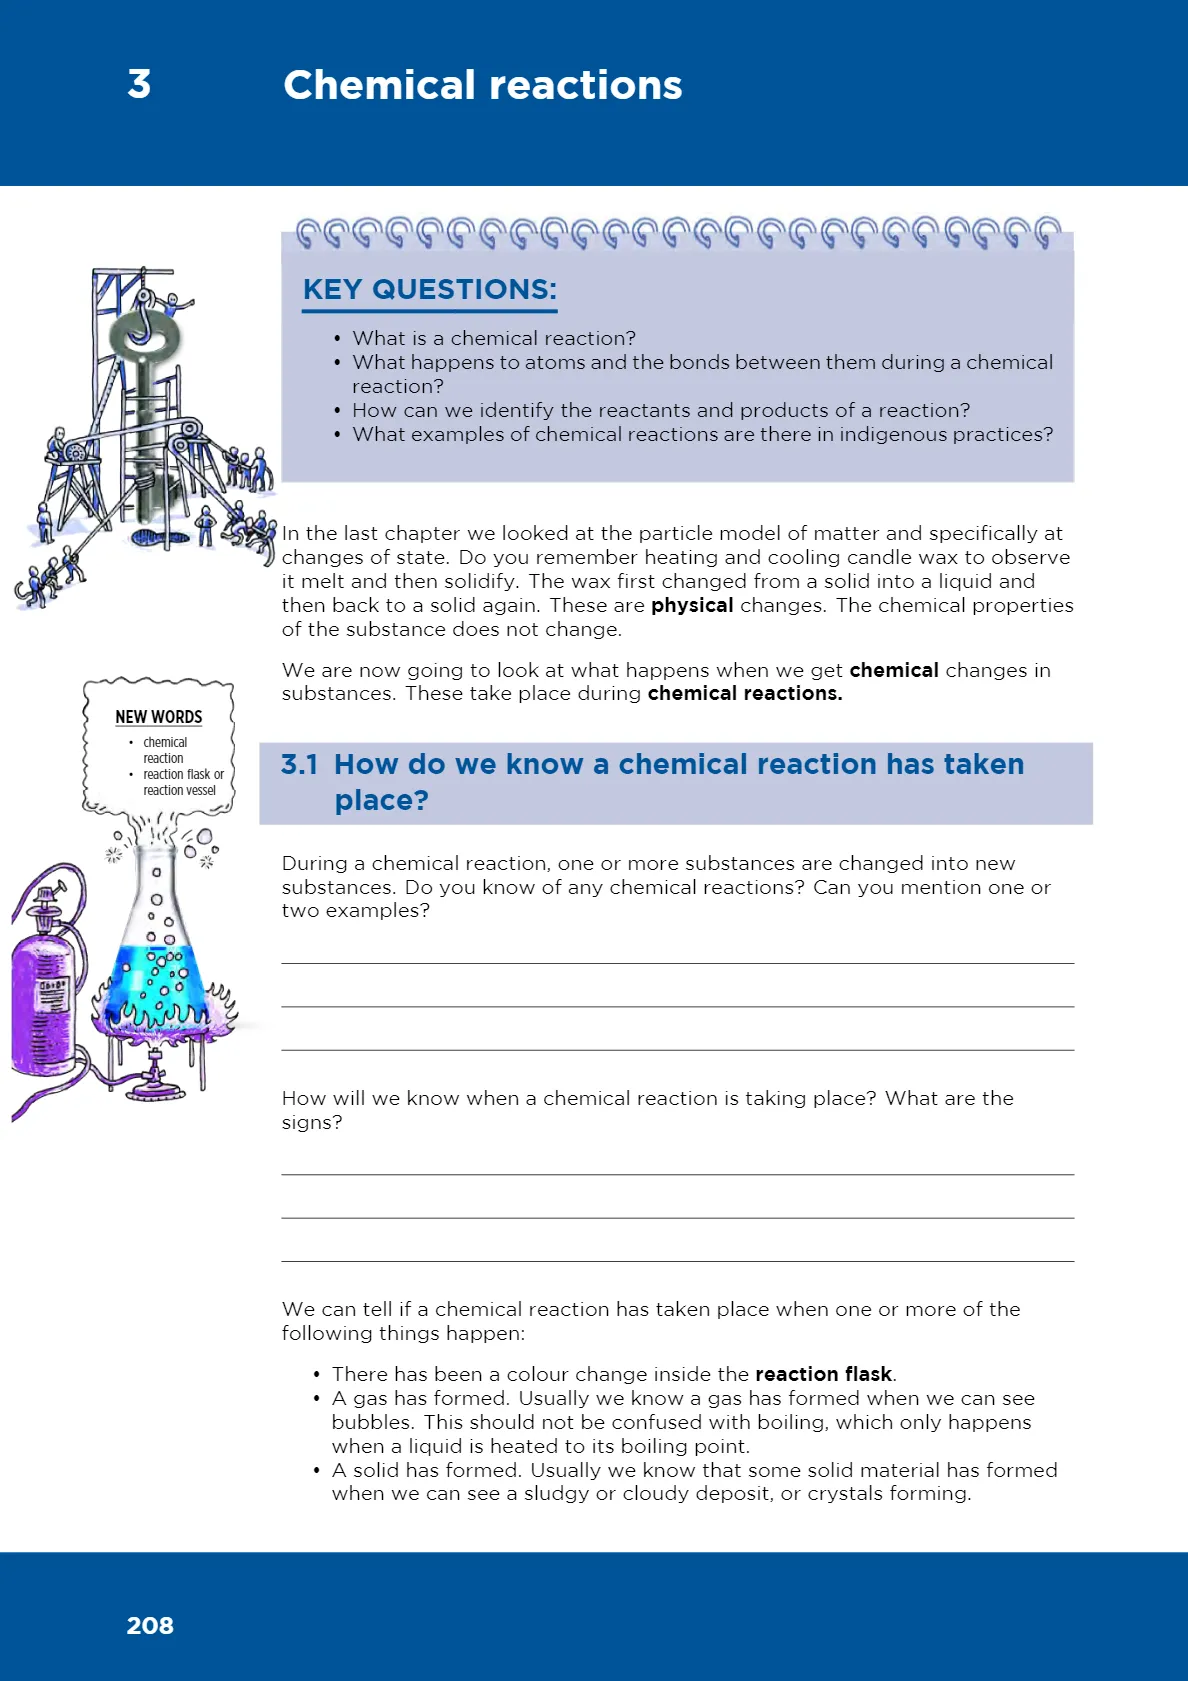 3
Chemical reactions
KEY QUESTIONS:
• What is a chemical reaction?
• What happens to atoms and the bonds between them during a chemical
reaction?
• How can we identify the reactants and products of a reaction?
• What examples of chemical reactions are there in indigenous practices?
In the last chapter we looked at the particle model of matter and specifically at
changes of state. Do you remember heating and cooling candle wax to observe
it melt and then solidify. The wax first changed from a solid into a liquid and
then back to a solid again. These are physical changes. The chemical properties
of the substance does not change.
We are now going to look at what happens when we get chemical changes in
substances. These take place during chemical reactions.
NEW WORDS
• chemical
reaction
• reaction flask or
reaction vessel
3.1 How do we know a chemical reaction has taken
place?
During a chemical reaction, one or more substances are changed into new
substances. Do you know of any chemical reactions? Can you mention one or
two examples?
How will we know when a chemical reaction is taking place? What are the
signs?
We can tell if a chemical reaction has taken place when one or more of the
following things happen:
• There has been a colour change inside the reaction flask.
• A gas has formed. Usually we know a gas has formed when we can see
bubbles. This should not be confused with boiling, which only happens
when a liquid is heated to its boiling point.
• A solid has formed. Usually we know that some solid material has formed
when we can see a sludgy or cloudy deposit, or crystals forming.
208